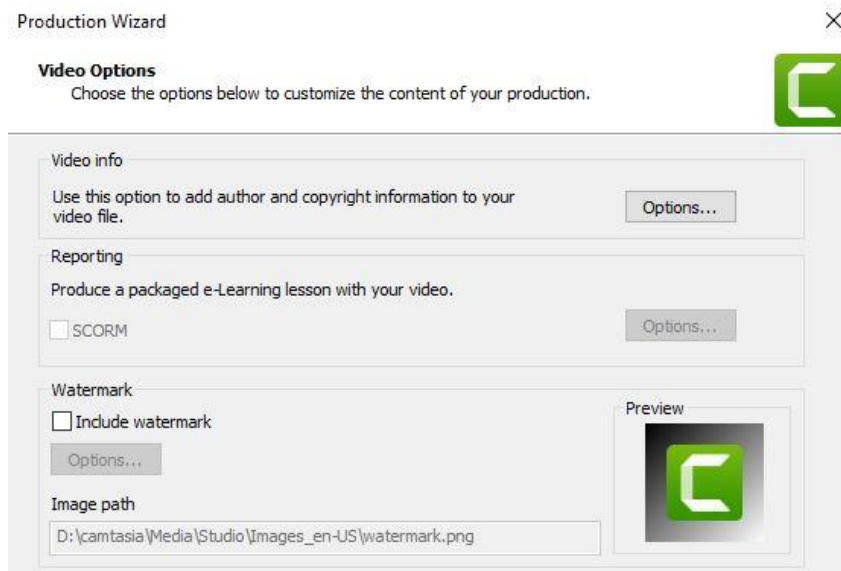 Production Wizard
Video Options
Choose the options below to customize the content of your production.
Video info
Use this option to add author and copyright information to your
video file.
Options...
Reporting
Produce a packaged e-Learning lesson with your video.
SCORM
Options...
Watermark
Include watermark
Options...
Preview
Image path
D:\camtasia\Media\Studio\Images_en-US\watermark.png